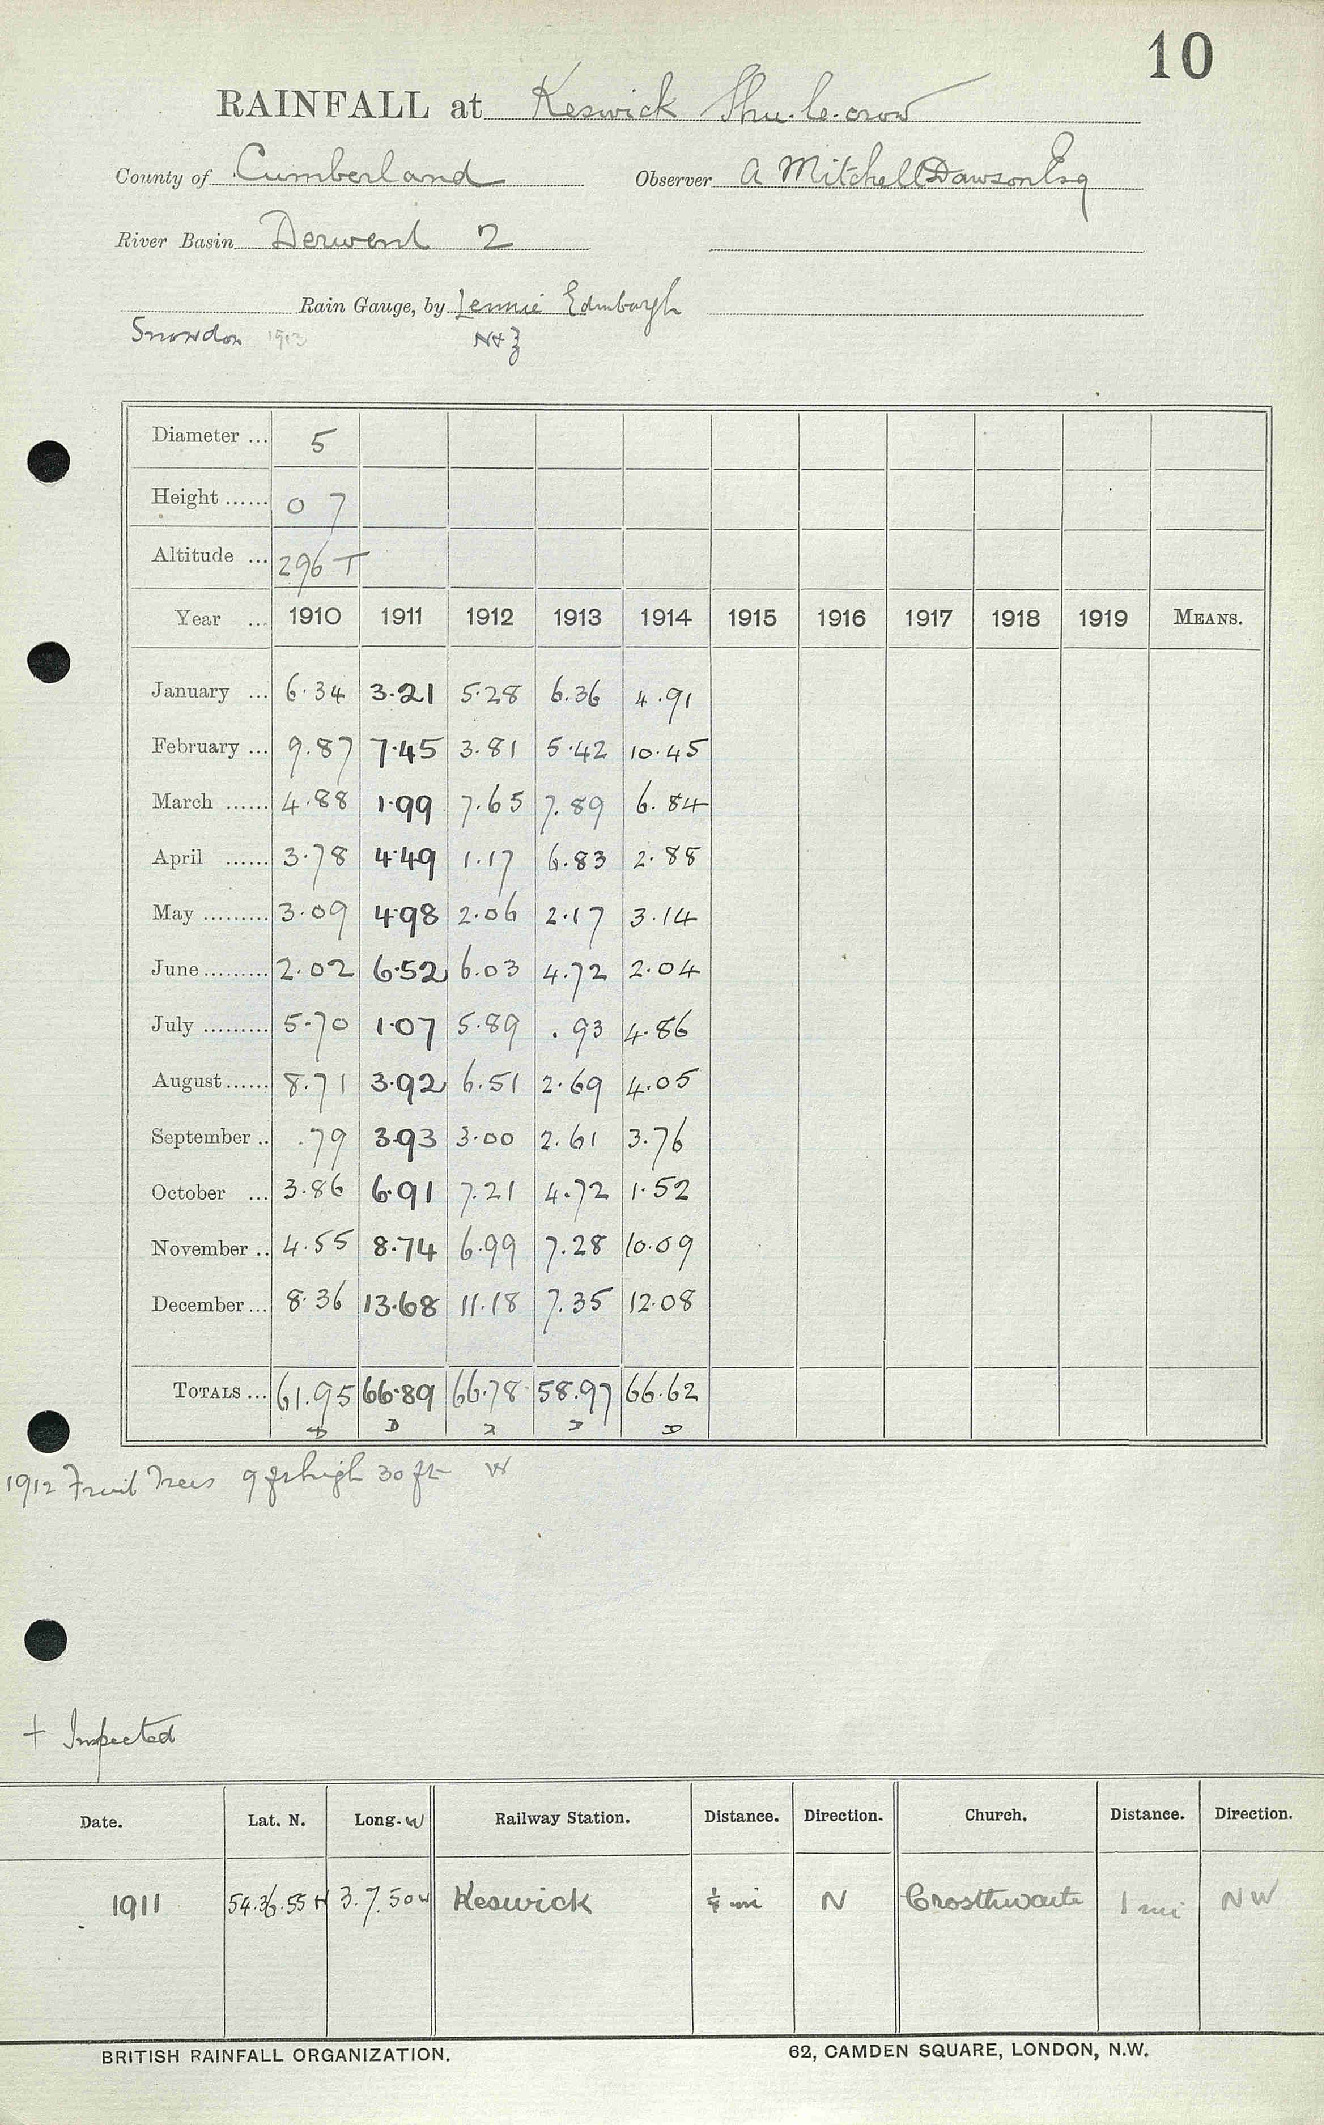 10
RAINFALL at Keswick Shu.le.crow
County of Cumberland Observer A Mitchell Dawson Esq
River Basin Derwent 2
Rain Gauge, by Lennie Edinburgh
Snowdon 1913
Diameter ... 5
Height ...... 0 7
Altitude ... 296 T
Year ... 1910 1911 1912 1913 1914 1915 1916 1917 1918 1919 MEANS.
January ... 6.34 3.21 5.28 6.36 4.91
February ... 9.87 7.45 3.81 5.42 10.45
March ...... 4.88 1.99 7.65 7.89 6.84
April ...... 3.78 4.49 1.17 6.83 2.88
May ......... 3.09 4.98 2.06 2.17 3.14
June ......... 2.02 6.52 6.03 4.72 2.04
July ......... 5.70 1.07 5.89 .93 4.86
August ...... 8.71 3.92 6.51 2.69 4.05
September .. .79 3.93 3.00 2.61 3.76
October ... 3.86 6.91 7.21 4.72 1.52
November .. 4.55 8.74 6.99 7.28 10.09
December ... 8.36 13.68 11.18 7.35 12.08
TOTALS ... 61.95 66.89 66.78 58.97 66.62
D D D D D
1912 Fruit Trees 9 ft high 30 ft W
+ Inspected
Date. Lat. N. Long. W Railway Station. Distance. Direction. Church. Distance. Direction.
1911 54.36.55 N 3.7.50 W Keswick ¼ mi N Crosthwaite 1 mi NW
BRITISH RAINFALL ORGANIZATION. 62, CAMDEN SQUARE, LONDON, N.W.